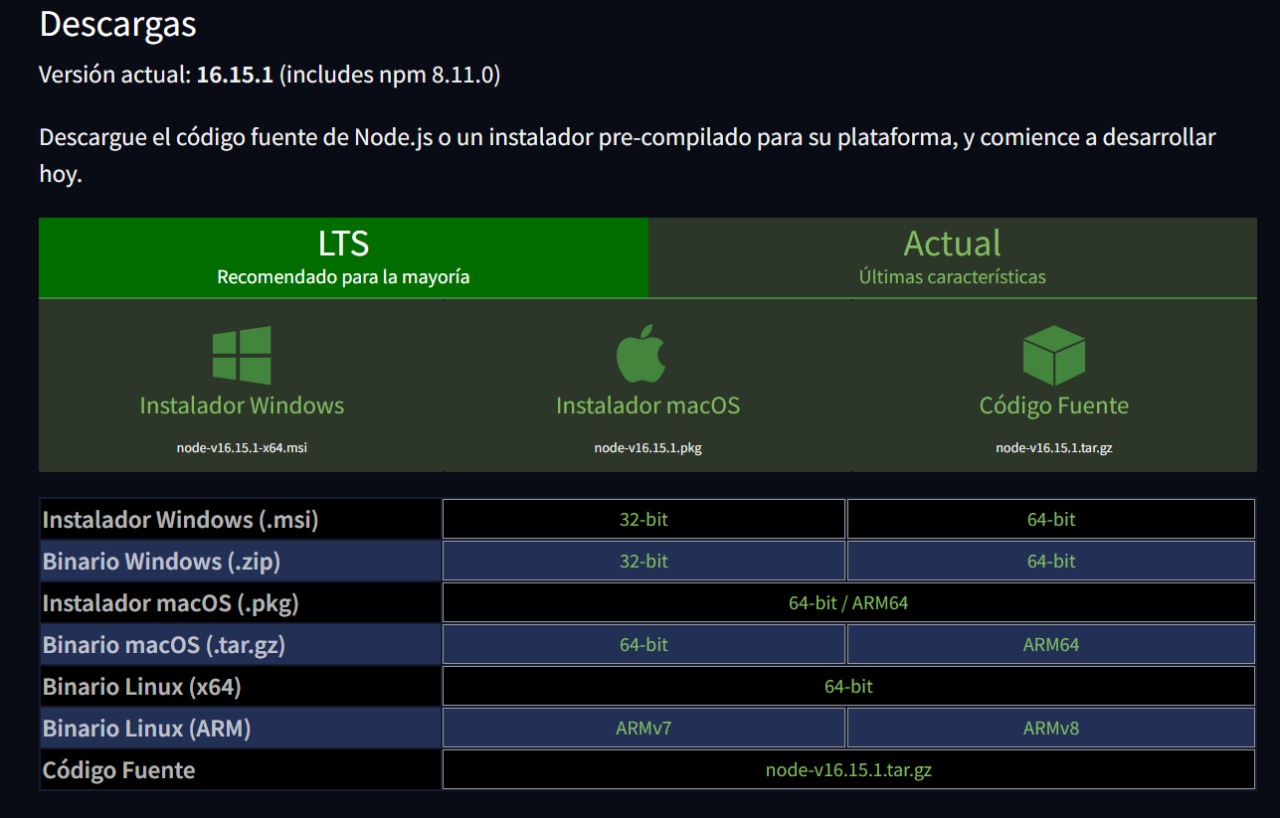 Descargas
Versión actual: 16.15.1 (includes npm 8.11.0)
Descargue el código fuente de Node.js o un instalador pre-compilado para su plataforma, y comience a desarrollar
hoy.
LTS
Recomendado para la mayoría
Actual
Últimas características
Instalador Windows
node-v16.15.1-x64.msi
Instalador macOS
node-v16.15.1.pkg
Código Fuente
node-v16.15.1.tar.gz
Instalador Windows (.msi) 32-bit 64-bit
Binario Windows (.zip) 32-bit 64-bit
Instalador macOS (.pkg) 64-bit / ARM64
Binario macOS (.tar.gz) 64-bit ARM64
Binario Linux (x64) 64-bit
Binario Linux (ARM) ARMv7 ARMv8
Código Fuente node-v16.15.1.tar.gz